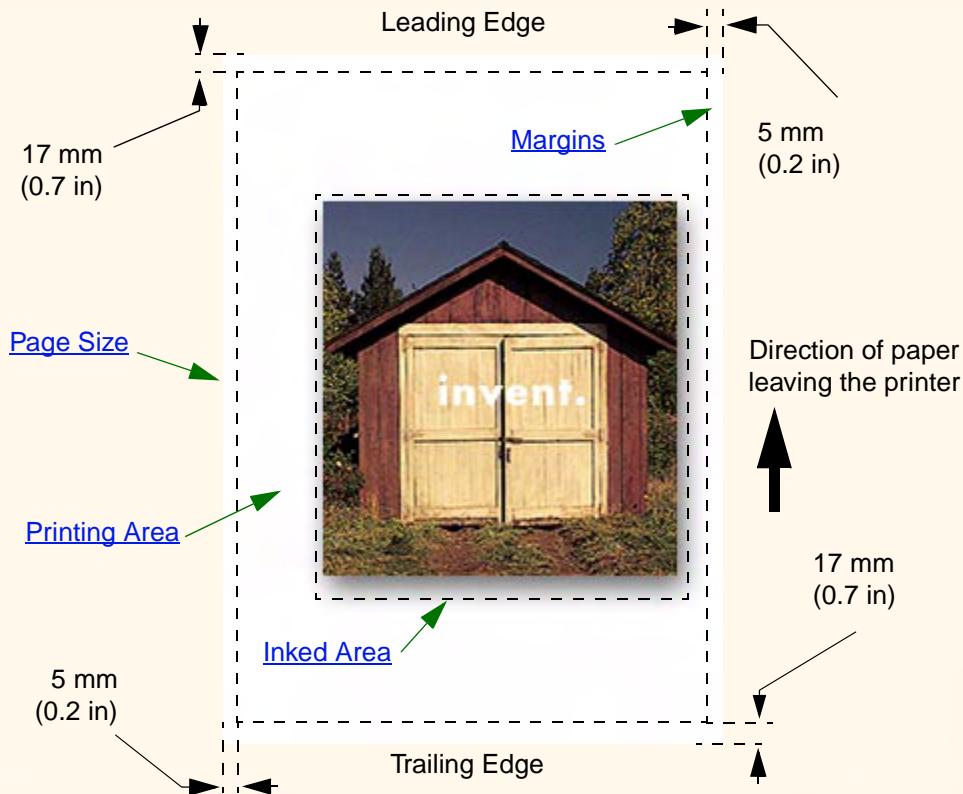 Leading Edge
17 mm
(0.7 in)
Margins
5 mm
(0.2 in)
Page Size
invent.
Direction of paper
leaving the printer
Printing Area
17 mm
(0.7 in)
Inked Area
5 mm
(0.2 in)
Trailing Edge